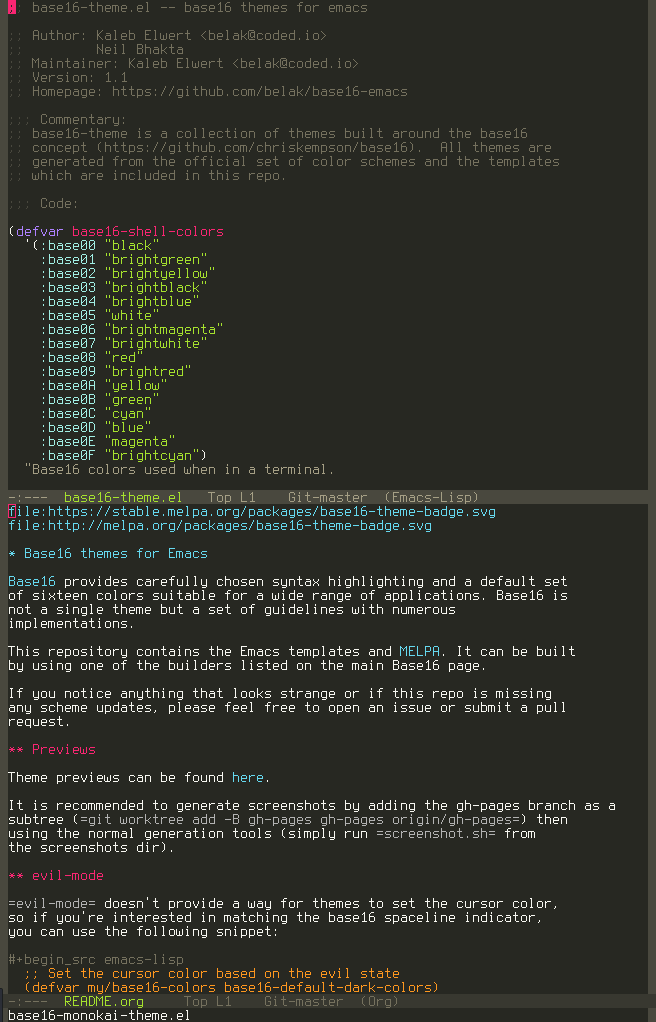 ;; base16-theme.el -- base16 themes for emacs
;; Author: Kaleb Elwert <belak@coded.io>
;;         Neil Bhakta
;; Maintainer: Kaleb Elwert <belak@coded.io>
;; Version: 1.1
;; Homepage: https://github.com/belak/base16-emacs
;;; Commentary:
;; base16-theme is a collection of themes built around the base16
;; concept (https://github.com/chriskempson/base16).  All themes are
;; generated from the official set of color schemes and the templates
;; which are included in this repo.
;;; Code:
(defvar base16-shell-colors
  '(:base00 "black"
    :base01 "brightgreen"
    :base02 "brightyellow"
    :base03 "brightblack"
    :base04 "brightblue"
    :base05 "white"
    :base06 "brightmagenta"
    :base07 "brightwhite"
    :base08 "red"
    :base09 "brightred"
    :base0A "yellow"
    :base0B "green"
    :base0C "cyan"
    :base0D "blue"
    :base0E "magenta"
    :base0F "brightcyan")
  "Base16 colors used when in a terminal.
-:---  base16-theme.el   Top L1    Git-master  (Emacs-Lisp)
file:https://stable.melpa.org/packages/base16-theme-badge.svg
file:http://melpa.org/packages/base16-theme-badge.svg
* Base16 themes for Emacs
Base16 provides carefully chosen syntax highlighting and a default set
of sixteen colors suitable for a wide range of applications. Base16 is
not a single theme but a set of guidelines with numerous
implementations.
This repository contains the Emacs templates and MELPA. It can be built
by using one of the builders listed on the main Base16 page.
If you notice anything that looks strange or if this repo is missing
any scheme updates, please feel free to open an issue or submit a pull
request.
** Previews
Theme previews can be found here.
It is recommended to generate screenshots by adding the gh-pages branch as a
subtree (=git worktree add -B gh-pages gh-pages origin/gh-pages=) then
using the normal generation tools (simply run =screenshot.sh= from
the screenshots dir).
** evil-mode
=evil-mode= doesn't provide a way for themes to set the cursor color,
so if you're interested in matching the base16 spaceline indicator,
you can use the following snippet:
#+begin_src emacs-lisp
  ;; Set the cursor color based on the evil state
  (defvar my/base16-colors base16-default-dark-colors)
-:---  README.org     Top L1    Git-master  (Org)
base16-monokai-theme.el